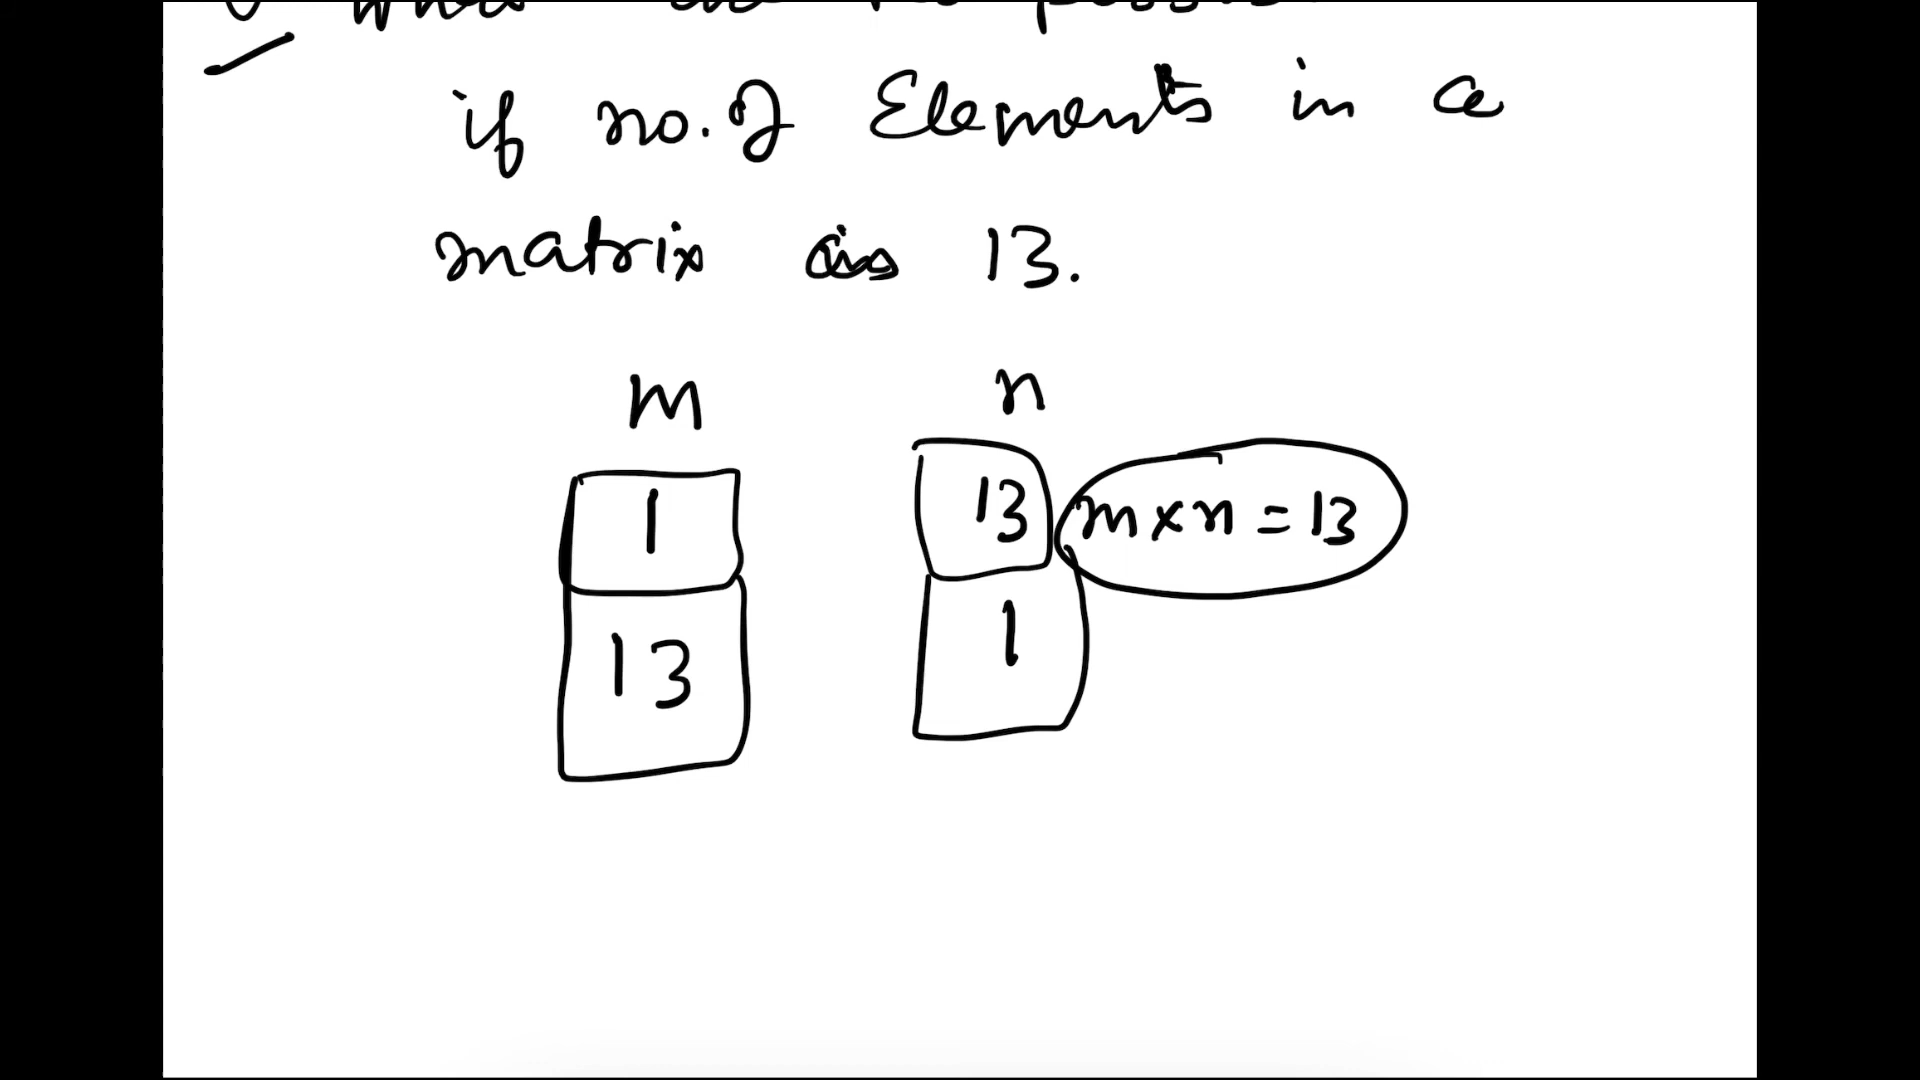 if no. of Elements in a
matrix is 13.
m n
1 13 m x n = 13
13 1